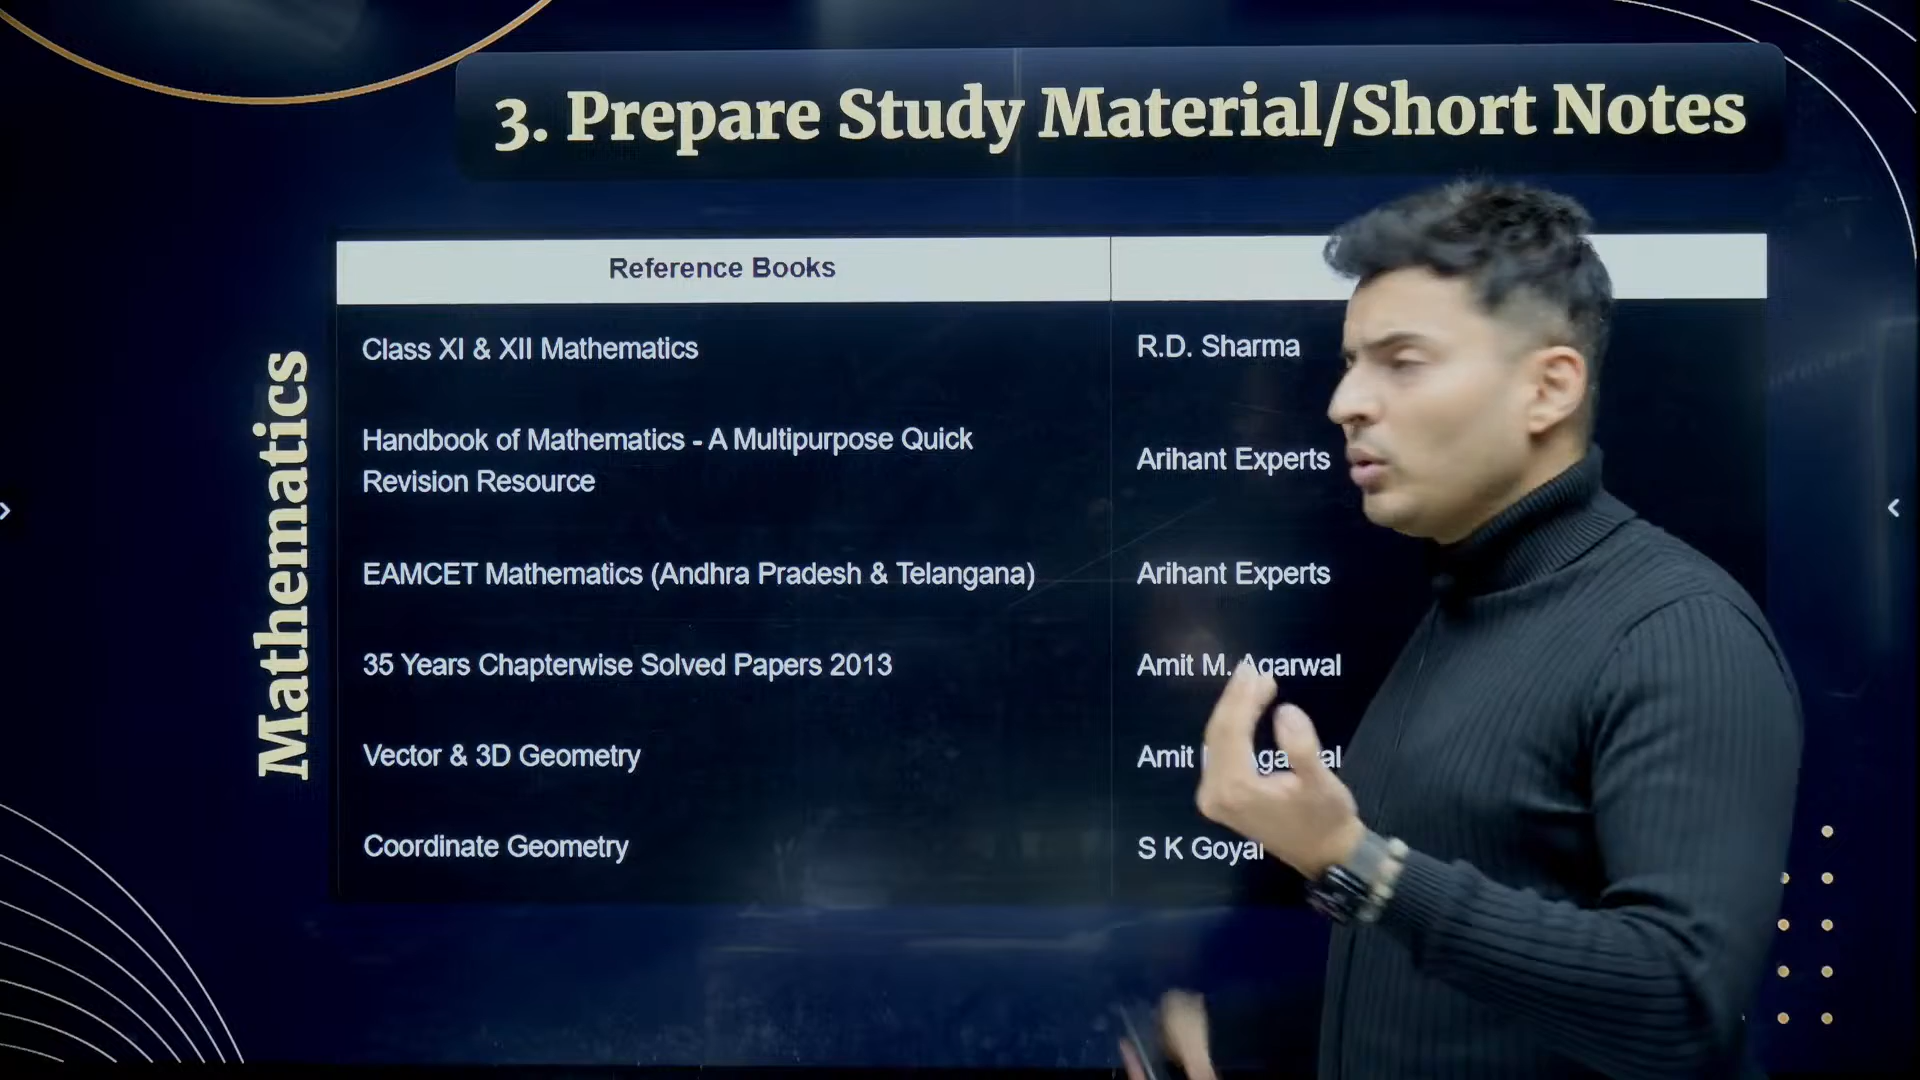 3. Prepare Study Material/Short Notes
Mathematics
Reference Books
Class XI & XII Mathematics
R.D. Sharma
Handbook of Mathematics - A Multipurpose Quick
Revision Resource
Arihant Experts
EAMCET Mathematics (Andhra Pradesh & Telangana)
Arihant Experts
35 Years Chapterwise Solved Papers 2013
Amit M. Agarwal
Vector & 3D Geometry
Amit
Coordinate Geometry
S K Goyal